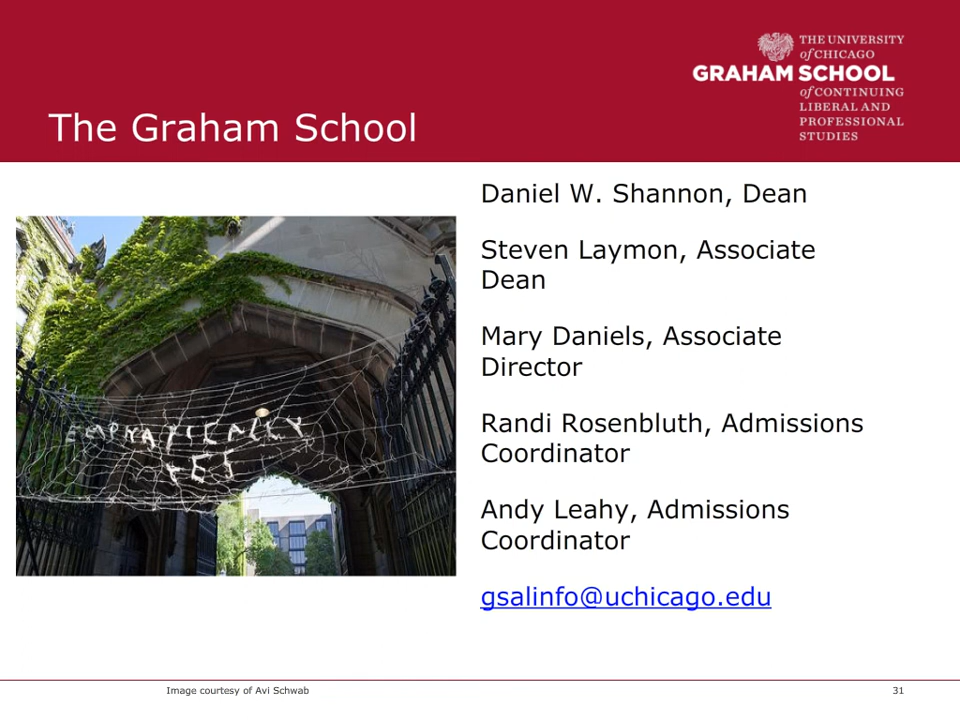 THE UNIVERSITY
of CHICAGO
GRAHAM SCHOOL
of CONTINUING
LIBERAL AND
PROFESSIONAL
STUDIES
The Graham School
Daniel W. Shannon, Dean
Steven Laymon, Associate
Dean
Mary Daniels, Associate
Director
Randi Rosenbluth, Admissions
Coordinator
Andy Leahy, Admissions
Coordinator
gsalinfo@uchicago.edu
EMPHATICALLY
YES
Image courtesy of Avi Schwab
31